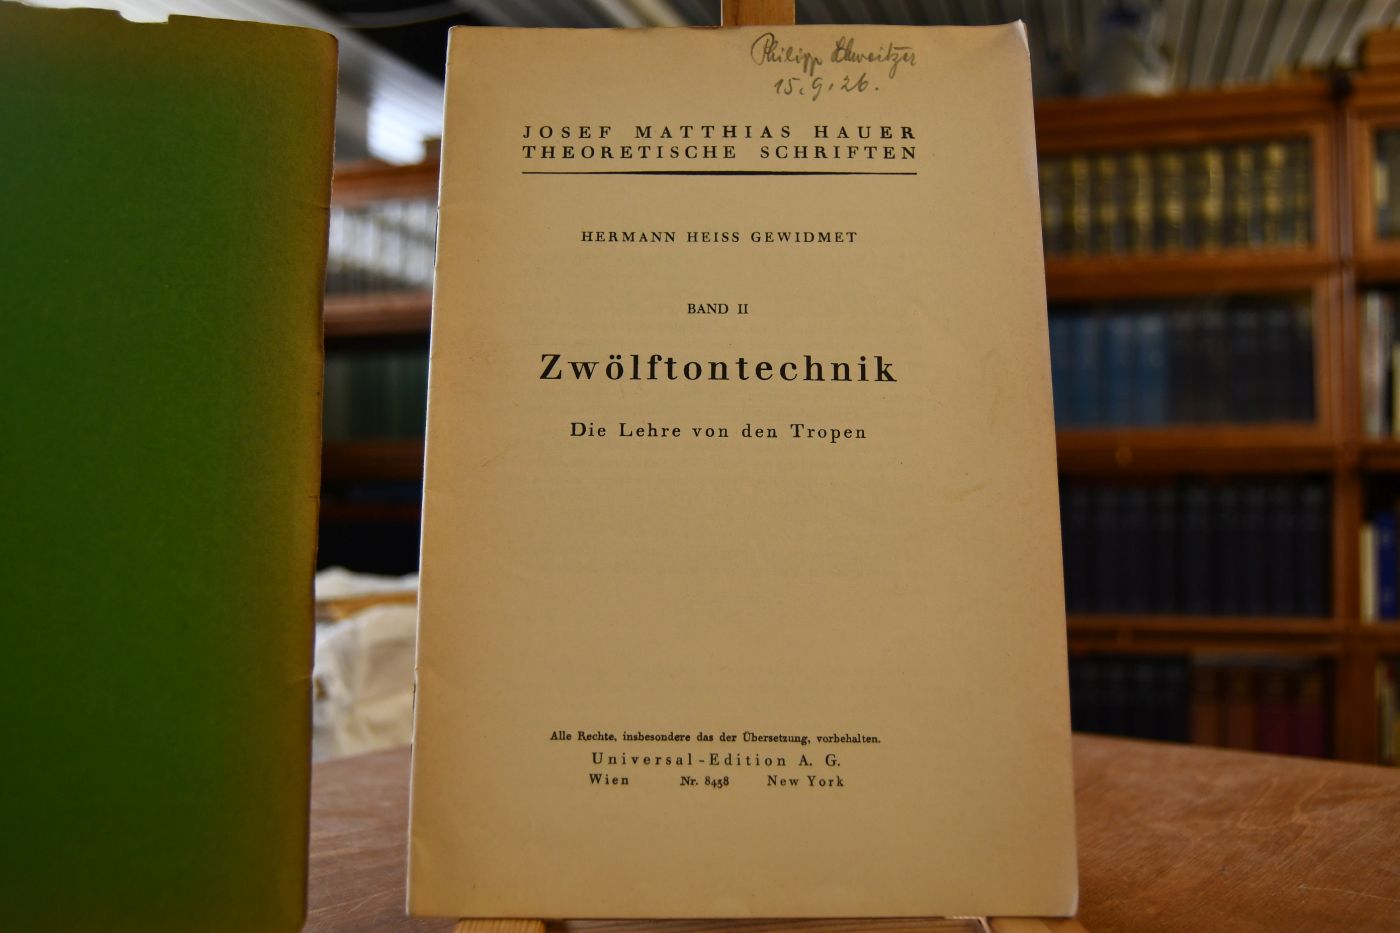 Philipp Schweitzer
15.9.26.
JOSEF MATTHIAS HAUER
THEORETISCHE SCHRIFTEN
HERMANN HEISS GEWIDMET
BAND II
Zwölftontechnik
Die Lehre von den Tropen
Alle Rechte, insbesondere das der Übersetzung, vorbehalten.
Universal-Edition A. G.
Wien Nr. 8438 New York